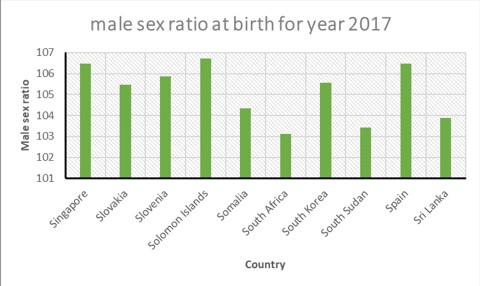 male sex ratio at birth for year 2017
107
106
105
104
103
102
101
Male sex ratio
Singapore
Slovakia
Slovenia
Solomon Islands
Somalia
South Africa
South Korea
South Sudan
Spain
Sri Lanka
Country